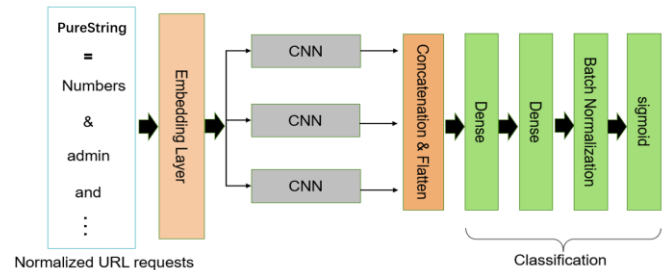 PureString
=
Numbers
&
admin
and
⋮
Normalized URL requests
Embedding Layer
CNN
CNN
CNN
Concatenation & Flatten
Dense
Dense
Batch Normalization
sigmoid
Classification